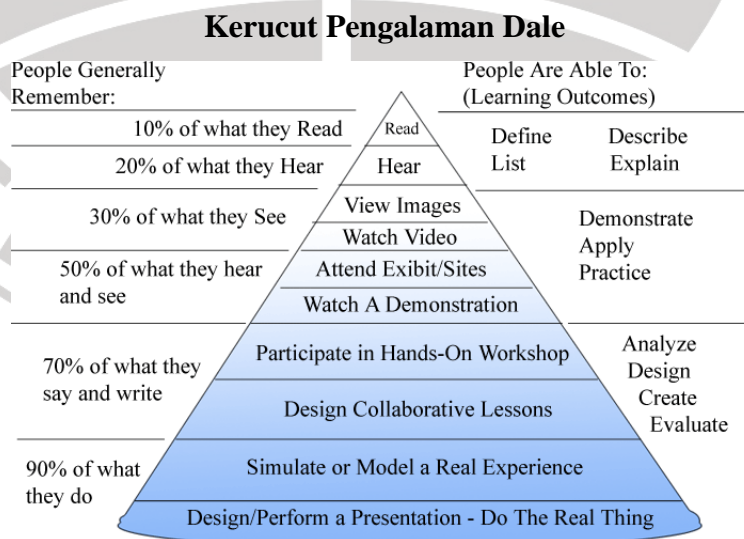 Kerucut Pengalaman Dale
People Generally
Remember:
10% of what they Read
20% of what they Hear
30% of what they See
50% of what they hear
and see
70% of what they
say and write
90% of what
they do
Read
Hear
View Images
Watch Video
Attend Exibit/Sites
Watch A Demonstration
Participate in Hands-On Workshop
Design Collaborative Lessons
Simulate or Model a Real Experience
Design/Perform a Presentation - Do The Real Thing
People Are Able To:
(Learning Outcomes)
Define Describe
List Explain
Demonstrate
Apply
Practice
Analyze
Design
Create
Evaluate